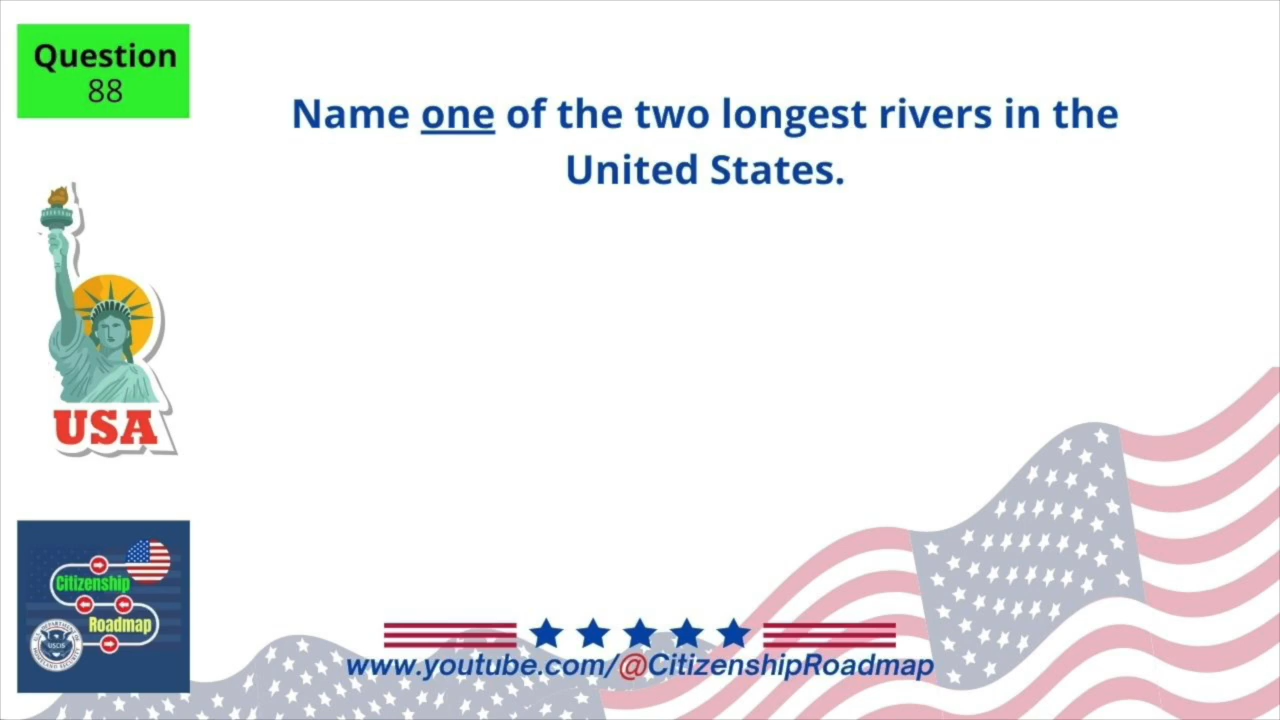 Question
88
Name one of the two longest rivers in the
United States.
USA
Citizenship
Roadmap
USCIS
www.youtube.com/@CitizenshipRoadmap